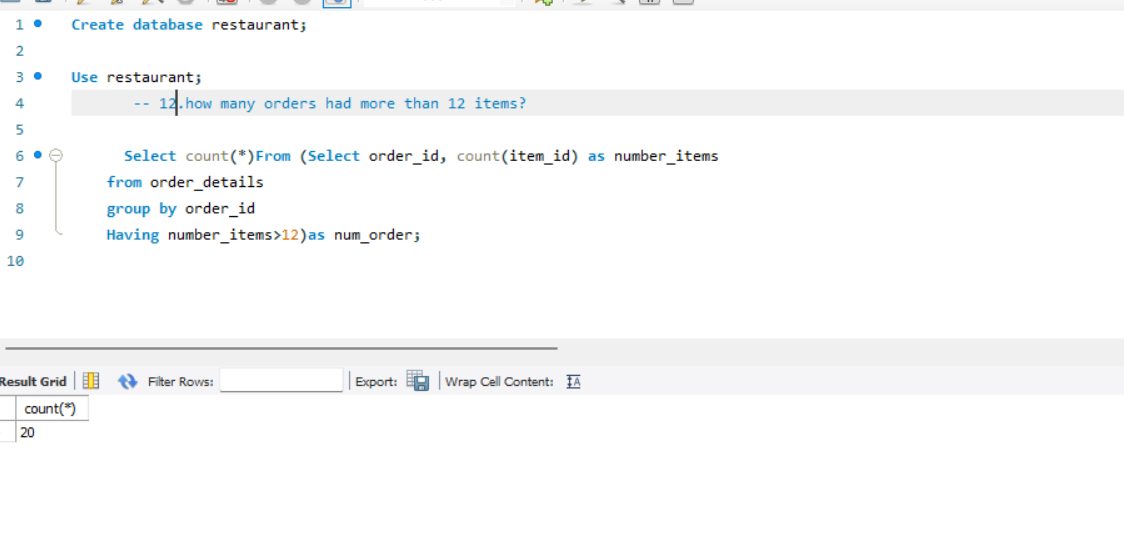 1 Create database restaurant;
2
3 Use restaurant;
4 -- 12.how many orders had more than 12 items?
5
6 Select count(*)From (Select order_id, count(item_id) as number_items
7 from order_details
8 group by order_id
9 Having number_items>12)as num_order;
10
Result Grid Filter Rows: Export: Wrap Cell Content: IA
count(*)
20